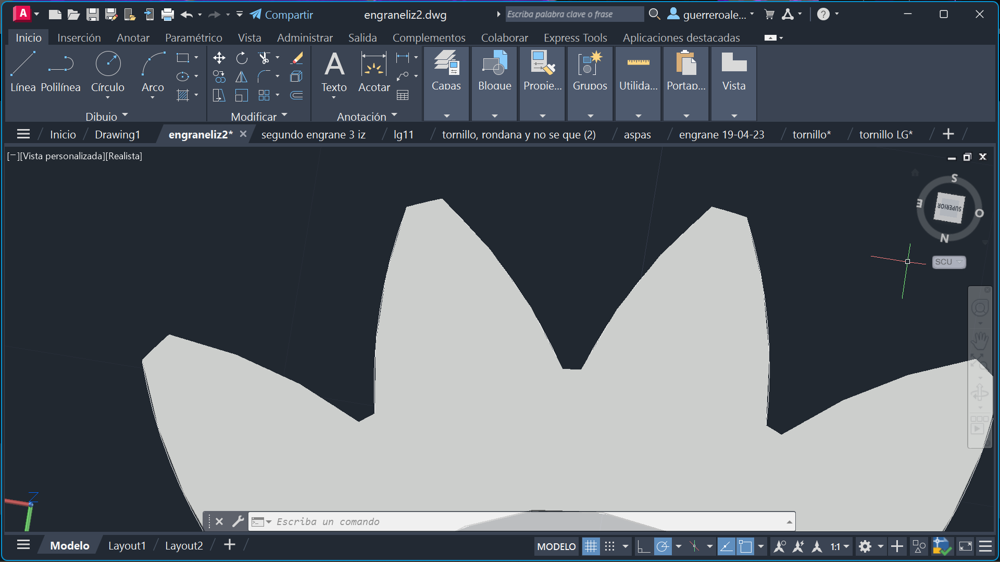 A
Compartir
engraneliz2.dwg
Escriba palabra clave o frase
guerreroale...
?
Inicio Inserción Anotar Paramétrico Vista Administrar Salida Complementos Colaborar Express Tools Aplicaciones destacadas
Línea Polilínea Círculo Arco
A
Texto Acotar
Capas Bloque Propie... Grupos Utilida... Portap... Vista
Dibujo Modificar Anotación
Inicio Drawing1 engraneliz2* segundo engrane 3 iz lg11 tornillo, rondana y no se que (2) aspas engrane 19-04-23 tornillo* tornillo LG*
[−][Vista personalizada][Realista]
S
E SUPERIOR O
N
SCU
Z
Escriba un comando
Modelo Layout1 Layout2
MODELO 1:1